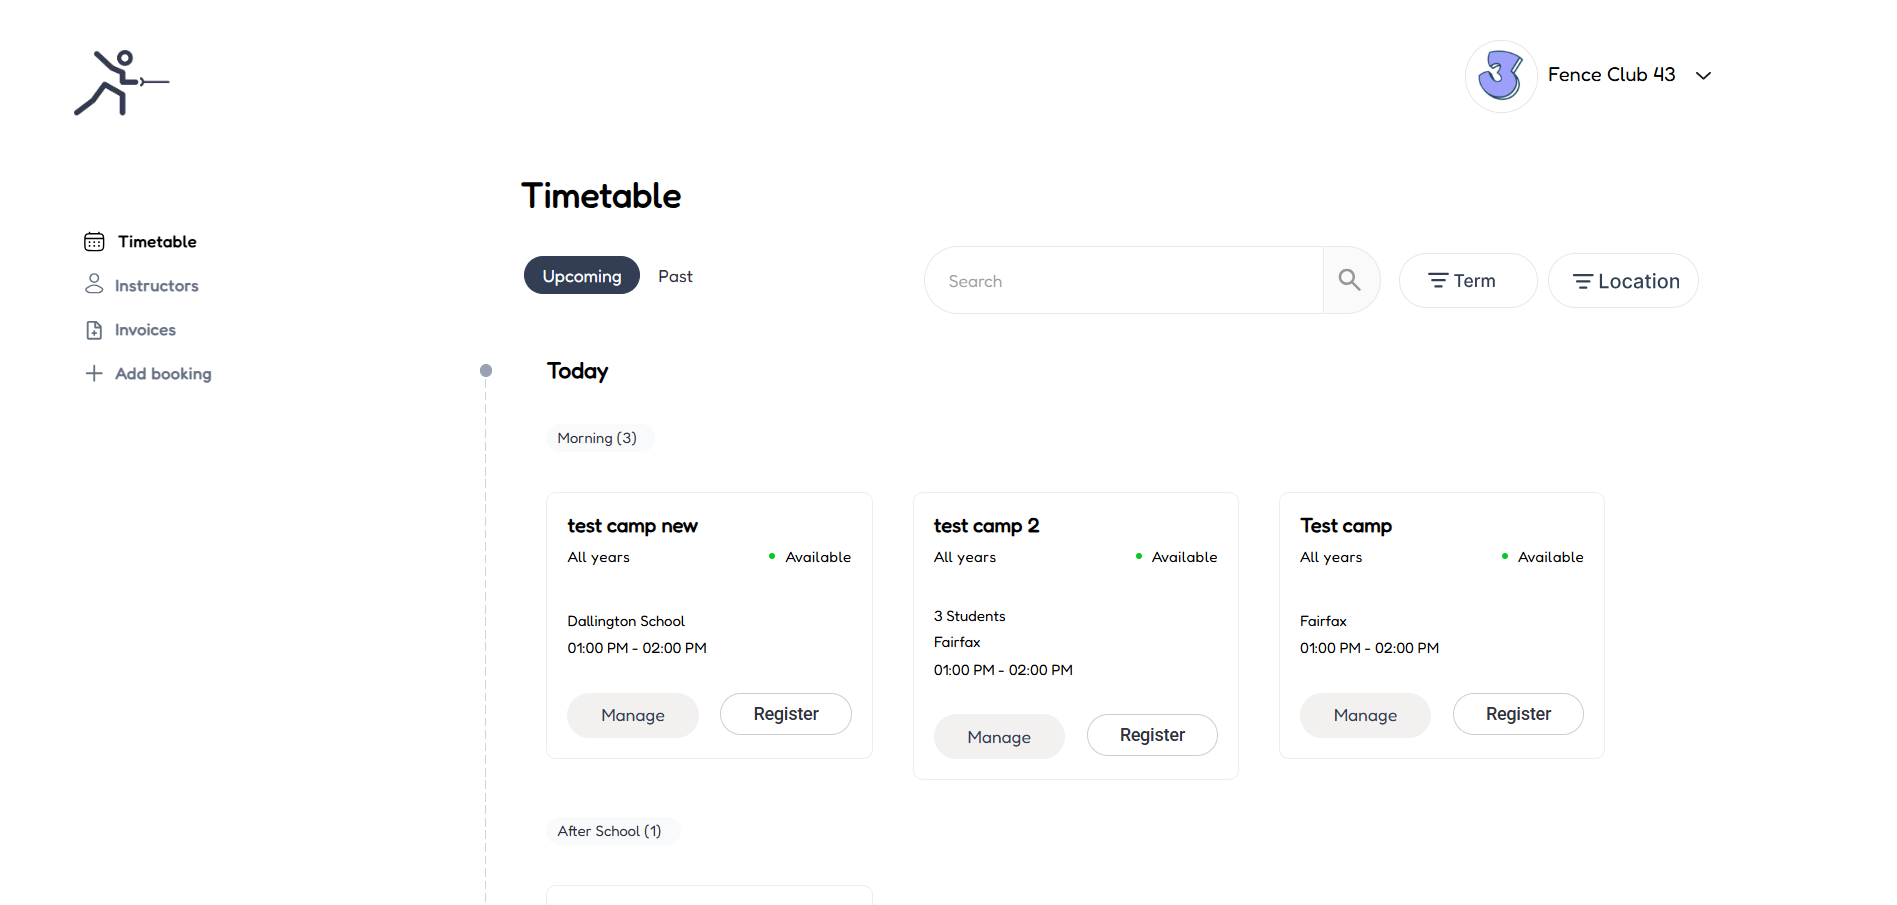 3
Fence Club 43
Timetable
Timetable
Instructors
Invoices
Add booking
Upcoming
Past
Search
Term
Location
Today
Morning (3)
test camp new
All years
Available
Dallington School
01:00 PM - 02:00 PM
Manage
Register
test camp 2
All years
Available
3 Students
Fairfax
01:00 PM - 02:00 PM
Manage
Register
Test camp
All years
Available
Fairfax
01:00 PM - 02:00 PM
Manage
Register
After School (1)